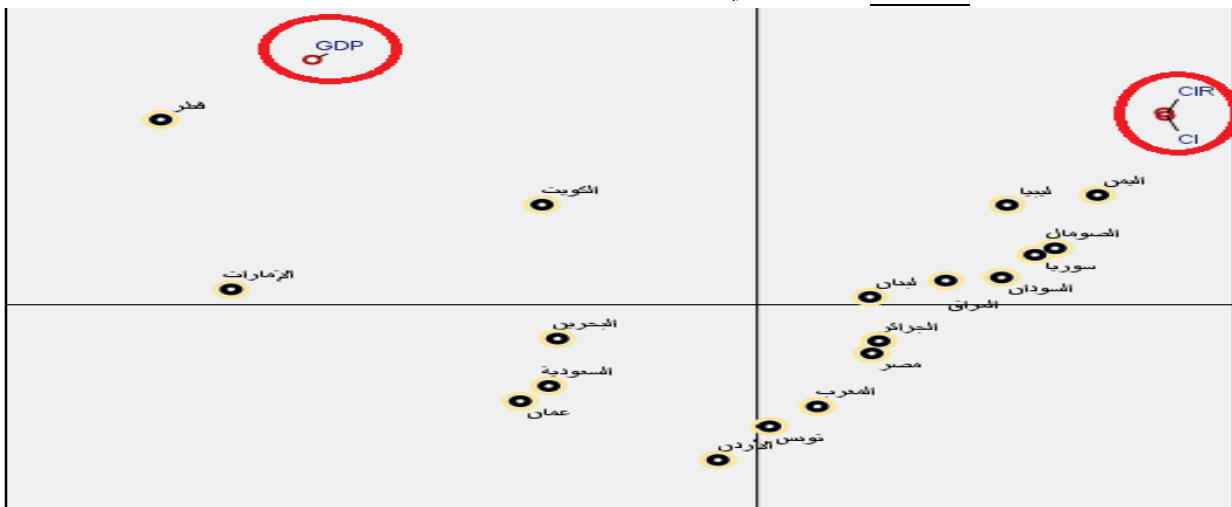 GDP
قطر
CIR
CI
اليمن
ليبيا
الكويت
الصومال
سوريا
السودان
الإمارات
لبنان
العراق
البحرين
الجزائر
مصر
السعودية
عمان
المغرب
تونس
الأردن